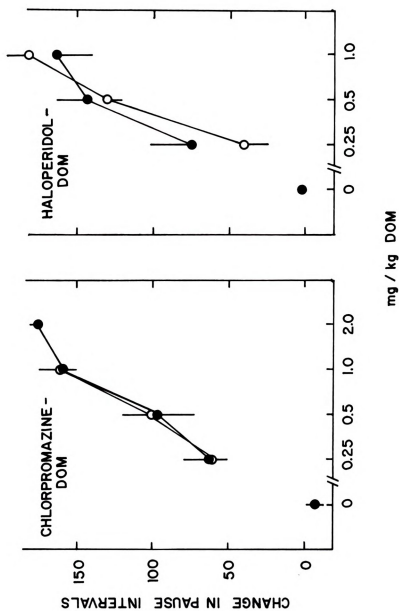 CHLORPROMAZINE-
DOM
HALOPERIDOL-
DOM
CHANGE IN PAUSE INTERVALS
150
100
50
0
0 0.25 0.5 1.0 2.0
0 0.25 0.5 1.0
mg / kg DOM